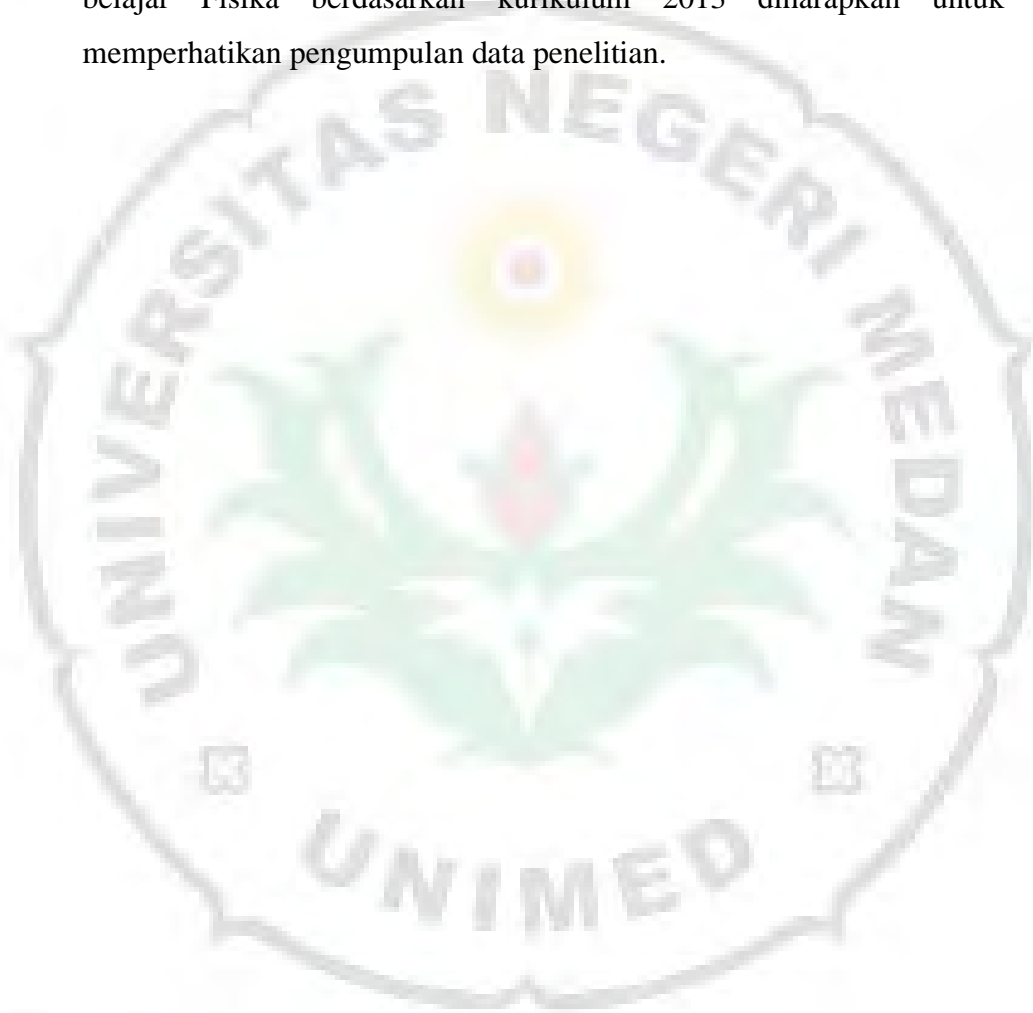 belajar Fisika berdasarkan kurikulum 2013 diharapkan untuk
memperhatikan pengumpulan data penelitian.
UNIVERSITAS NEGERI MEDAN
UNIMED